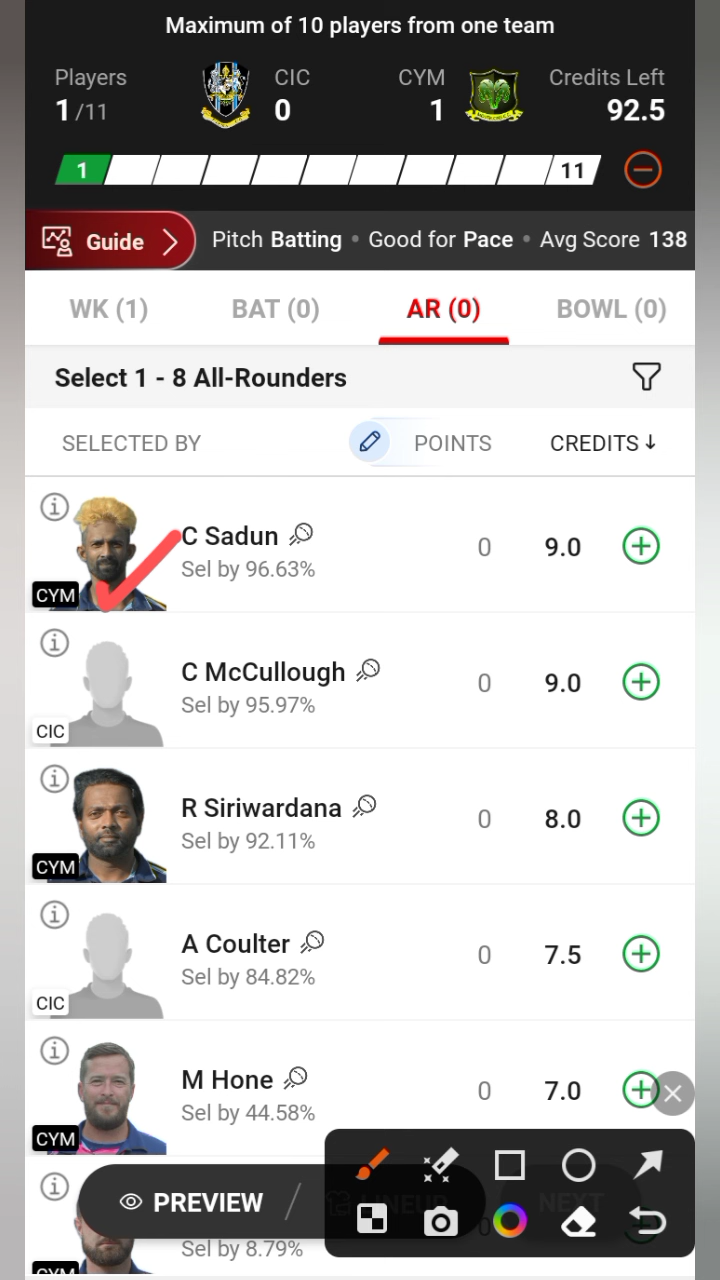 Maximum of 10 players from one team
Players CIC CYM Credits Left
1/11 0 1 92.5
1 11
Guide Pitch Batting • Good for Pace • Avg Score 138
WK (1) BAT (0) AR (0) BOWL (0)
Select 1 - 8 All-Rounders
SELECTED BY POINTS CREDITS ↓
C Sadun 0 9.0
Sel by 96.63%
CYM
C McCullough 0 9.0
Sel by 95.97%
CIC
R Siriwardana 0 8.0
Sel by 92.11%
CYM
A Coulter 0 7.5
Sel by 84.82%
CIC
M Hone 0 7.0
Sel by 44.58%
CYM
PREVIEW LINEUP NEXT
Sel by 8.79% 0
CYM